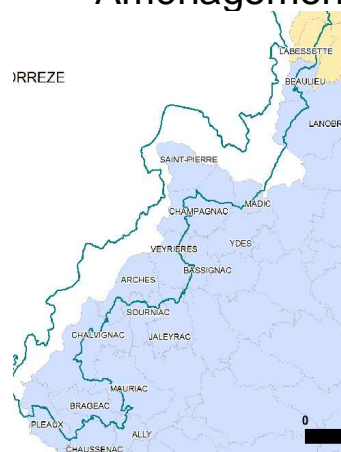 Aménagemen
LABESSETTE
BEAULIEU
ORREZE
LANOBR
SAINT-PIERRE
MADIC
CHAMPAGNAC
YDES
VEYRIERES
BASSIGNAC
ARCHES
SOURNIAC
CHALVIGNAC
JALEYRAC
MAURIAC
BRAGEAC
PLEAUX
ALLY
CHAUSSENAC
0